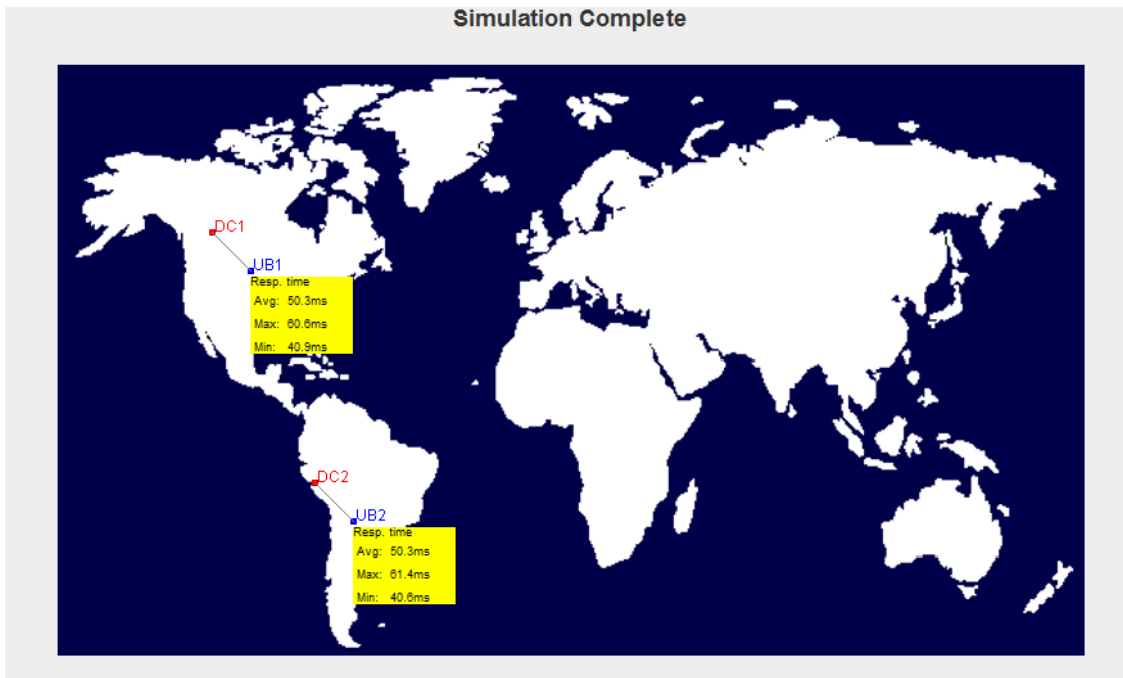 Simulation Complete
DC1
UB1
Resp. time
Avg: 50.3ms
Max: 60.6ms
Min: 40.9ms
DC2
UB2
Resp. time
Avg: 50.3ms
Max: 61.4ms
Min: 40.6ms